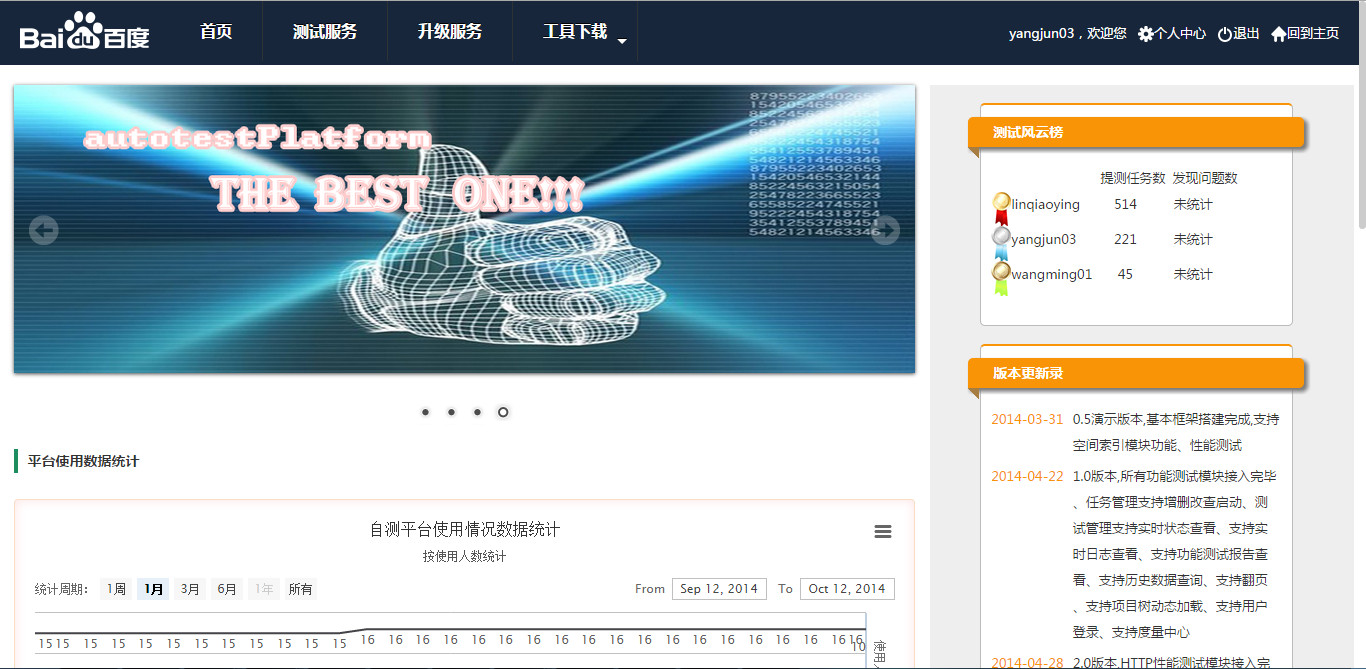 Bai du 百度
首页 测试服务 升级服务 工具下载
yangjun03，欢迎您 个人中心 退出 回到主页
autotestPlatform
THE BEST ONE!!!
测试风云榜
提测任务数 发现问题数
linqiaoying 514 未统计
yangjun03 221 未统计
wangming01 45 未统计
平台使用数据统计
自测平台使用情况数据统计
按使用人数统计
统计周期： 1周 1月 3月 6月 1年 所有
From Sep 12, 2014 To Oct 12, 2014
15 15 15 15 15 15 15 15 15 15 15 15 16 16 16 16 16 16 16 16 16 16 16 16 16 16 16 16 16 16 16
10
使用
版本更新录
2014-03-31 0.5演示版本,基本框架搭建完成,支持
空间索引模块功能、性能测试
2014-04-22 1.0版本,所有功能测试模块接入完毕
、任务管理支持增删改查启动、测
试管理支持实时状态查看、支持实
时日志查看、支持功能测试报告查
看、支持历史数据查询、支持翻页
、支持项目树动态加载、支持用户
登录、支持度量中心
2014-04-28 2.0版本,HTTP性能测试模块接入完